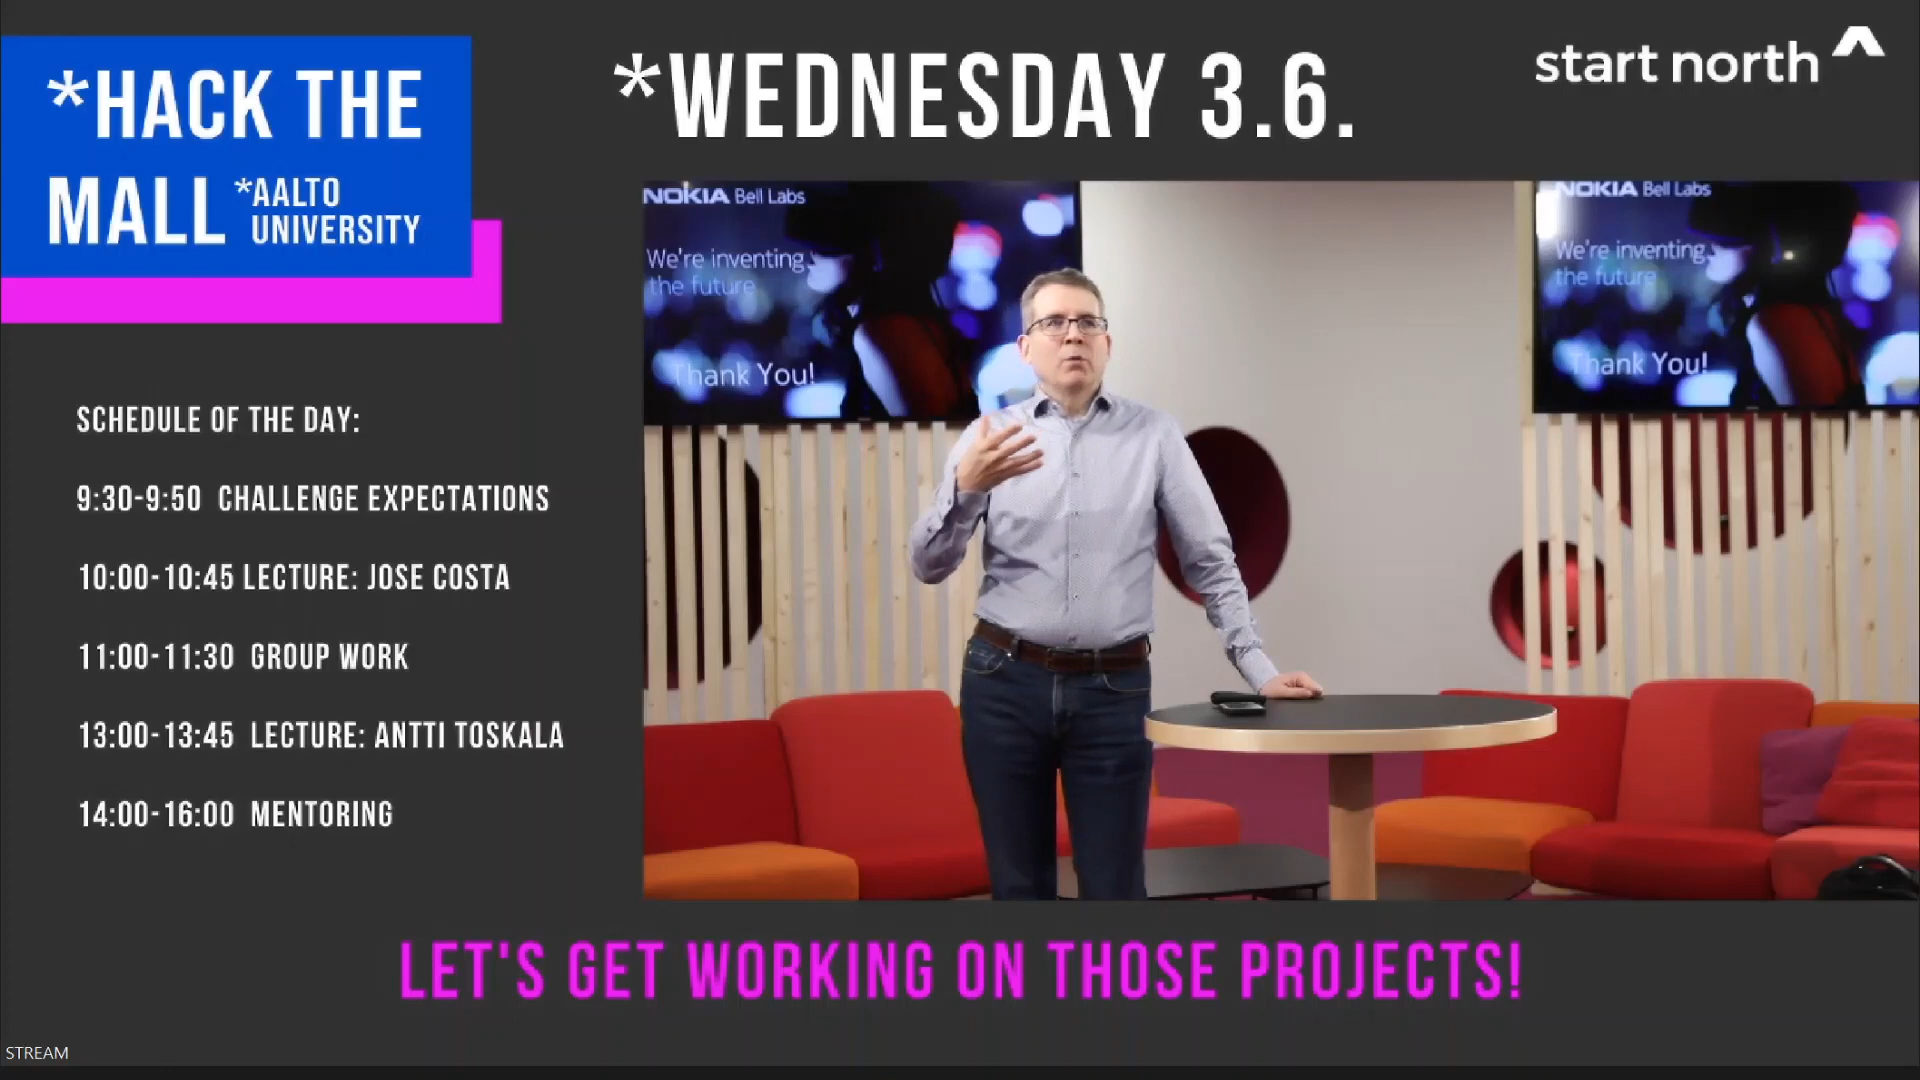 *HACK THE
MALL *AALTO
UNIVERSITY
*WEDNESDAY 3.6.
start north
SCHEDULE OF THE DAY:
9:30-9:50 CHALLENGE EXPECTATIONS
10:00-10:45 LECTURE: JOSE COSTA
11:00-11:30 GROUP WORK
13:00-13:45 LECTURE: ANTTI TOSKALA
14:00-16:00 MENTORING
NOKIA Bell Labs
We're inventing
the future
Thank You!
NOKIA Bell Labs
We're inventing
the future
Thank You!
LET'S GET WORKING ON THOSE PROJECTS!
STREAM